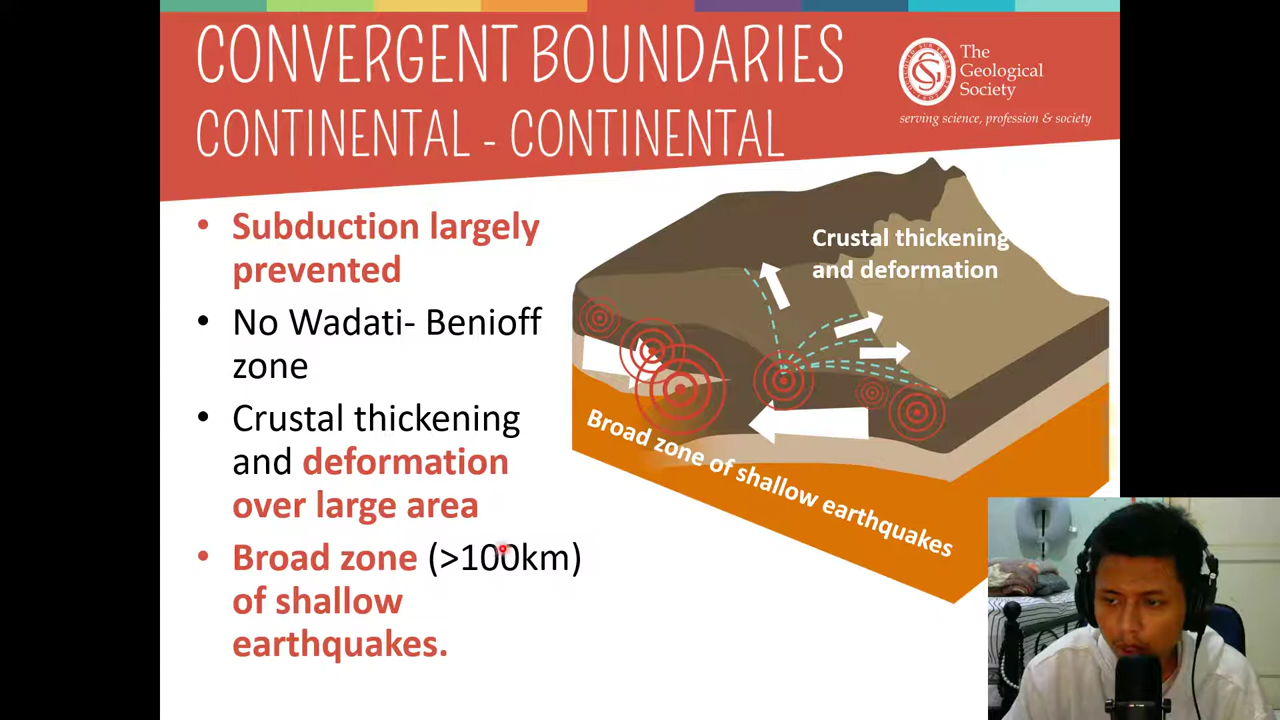 CONVERGENT BOUNDARIES
CONTINENTAL - CONTINENTAL
The
Geological
Society
serving science, profession & society
• Subduction largely
prevented
• No Wadati- Benioff
zone
• Crustal thickening
and deformation
over large area
• Broad zone (>100km)
of shallow
earthquakes.
Crustal thickening
and deformation
Broad zone of shallow earthquakes